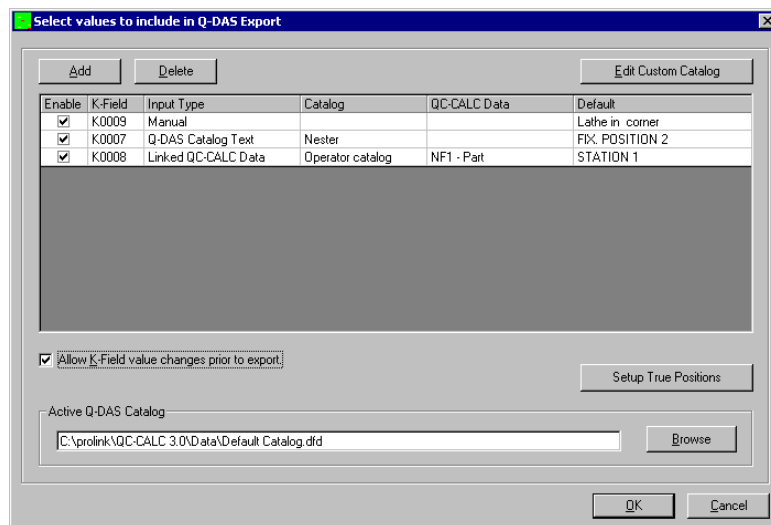 Select values to include in Q-DAS Export
Add Delete Edit Custom Catalog
Enable K-Field Input Type Catalog QC-CALC Data Default
K0009 Manual Lathe in corner
K0007 Q-DAS Catalog Text Nester FIX. POSITION 2
K0008 Linked QC-CALC Data Operator catalog NF1 - Part STATION 1
Allow K-Field value changes prior to export.
Setup True Positions
Active Q-DAS Catalog
C:\prolink\QC-CALC 3.0\Data\Default Catalog.dfd Browse
OK Cancel